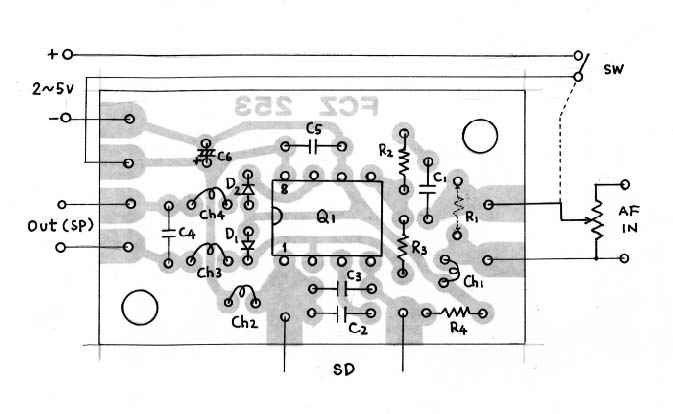 +
SW
2~5V
FCZ 253
-
C5
R2
+
C6
D2
8
C1
Ch4
Q1
R1
AF
IN
Out (SP)
C4
D1
R3
1
Ch3
C3
Ch1
Ch2
C2
R4
SD